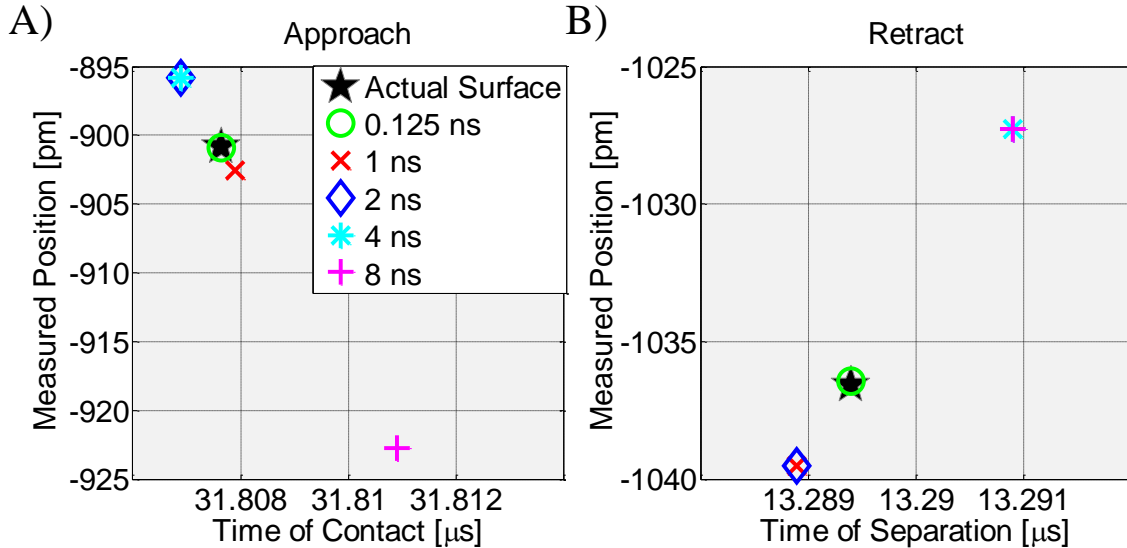 A)
Approach
Measured Position [pm]
-895
-900
-905
-910
-915
-920
-925
31.808
31.81
31.812
Time of Contact [μs]
Actual Surface
0.125 ns
1 ns
2 ns
4 ns
8 ns
B)
Retract
Measured Position [pm]
-1025
-1030
-1035
-1040
13.289
13.29
13.291
Time of Separation [μs]